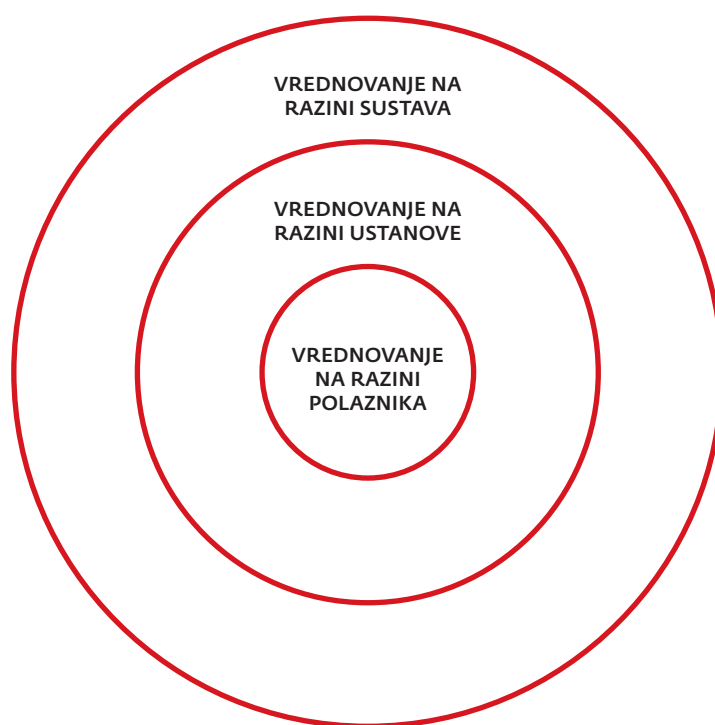 VREDNOVANJE NA
RAZINI SUSTAVA
VREDNOVANJE NA
RAZINI USTANOVE
VREDNOVANJE
NA RAZINI
POLAZNIKA